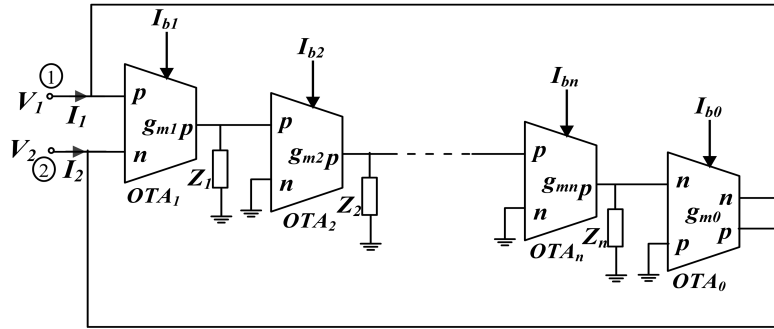 I_b1
I_b2
I_bn
I_b0
① V_1 I_1
② V_2 I_2
p n g_m1 p
Z_1
OTA_1
p n g_m2 p
Z_2
OTA_2
p n g_mn p
Z_n
OTA_n
n p g_m0 n p
OTA_0